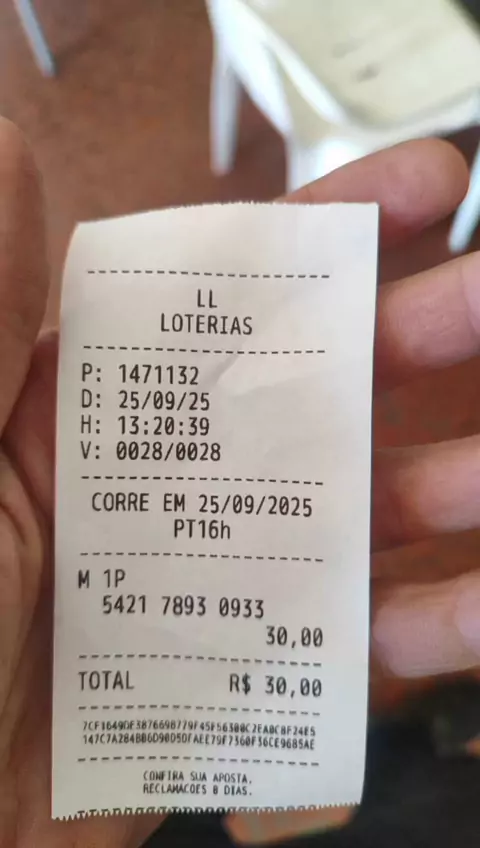 LL
LOTERIAS
P: 1471132
D: 25/09/25
H: 13:20:39
V: 0028/0028
CORRE EM 25/09/2025
PT16h
M 1P
5421 7893 0933
30,00
TOTAL R$ 30,00
CONFIRA SUA APOSTA.
RECLAMACOES 8 DIAS.